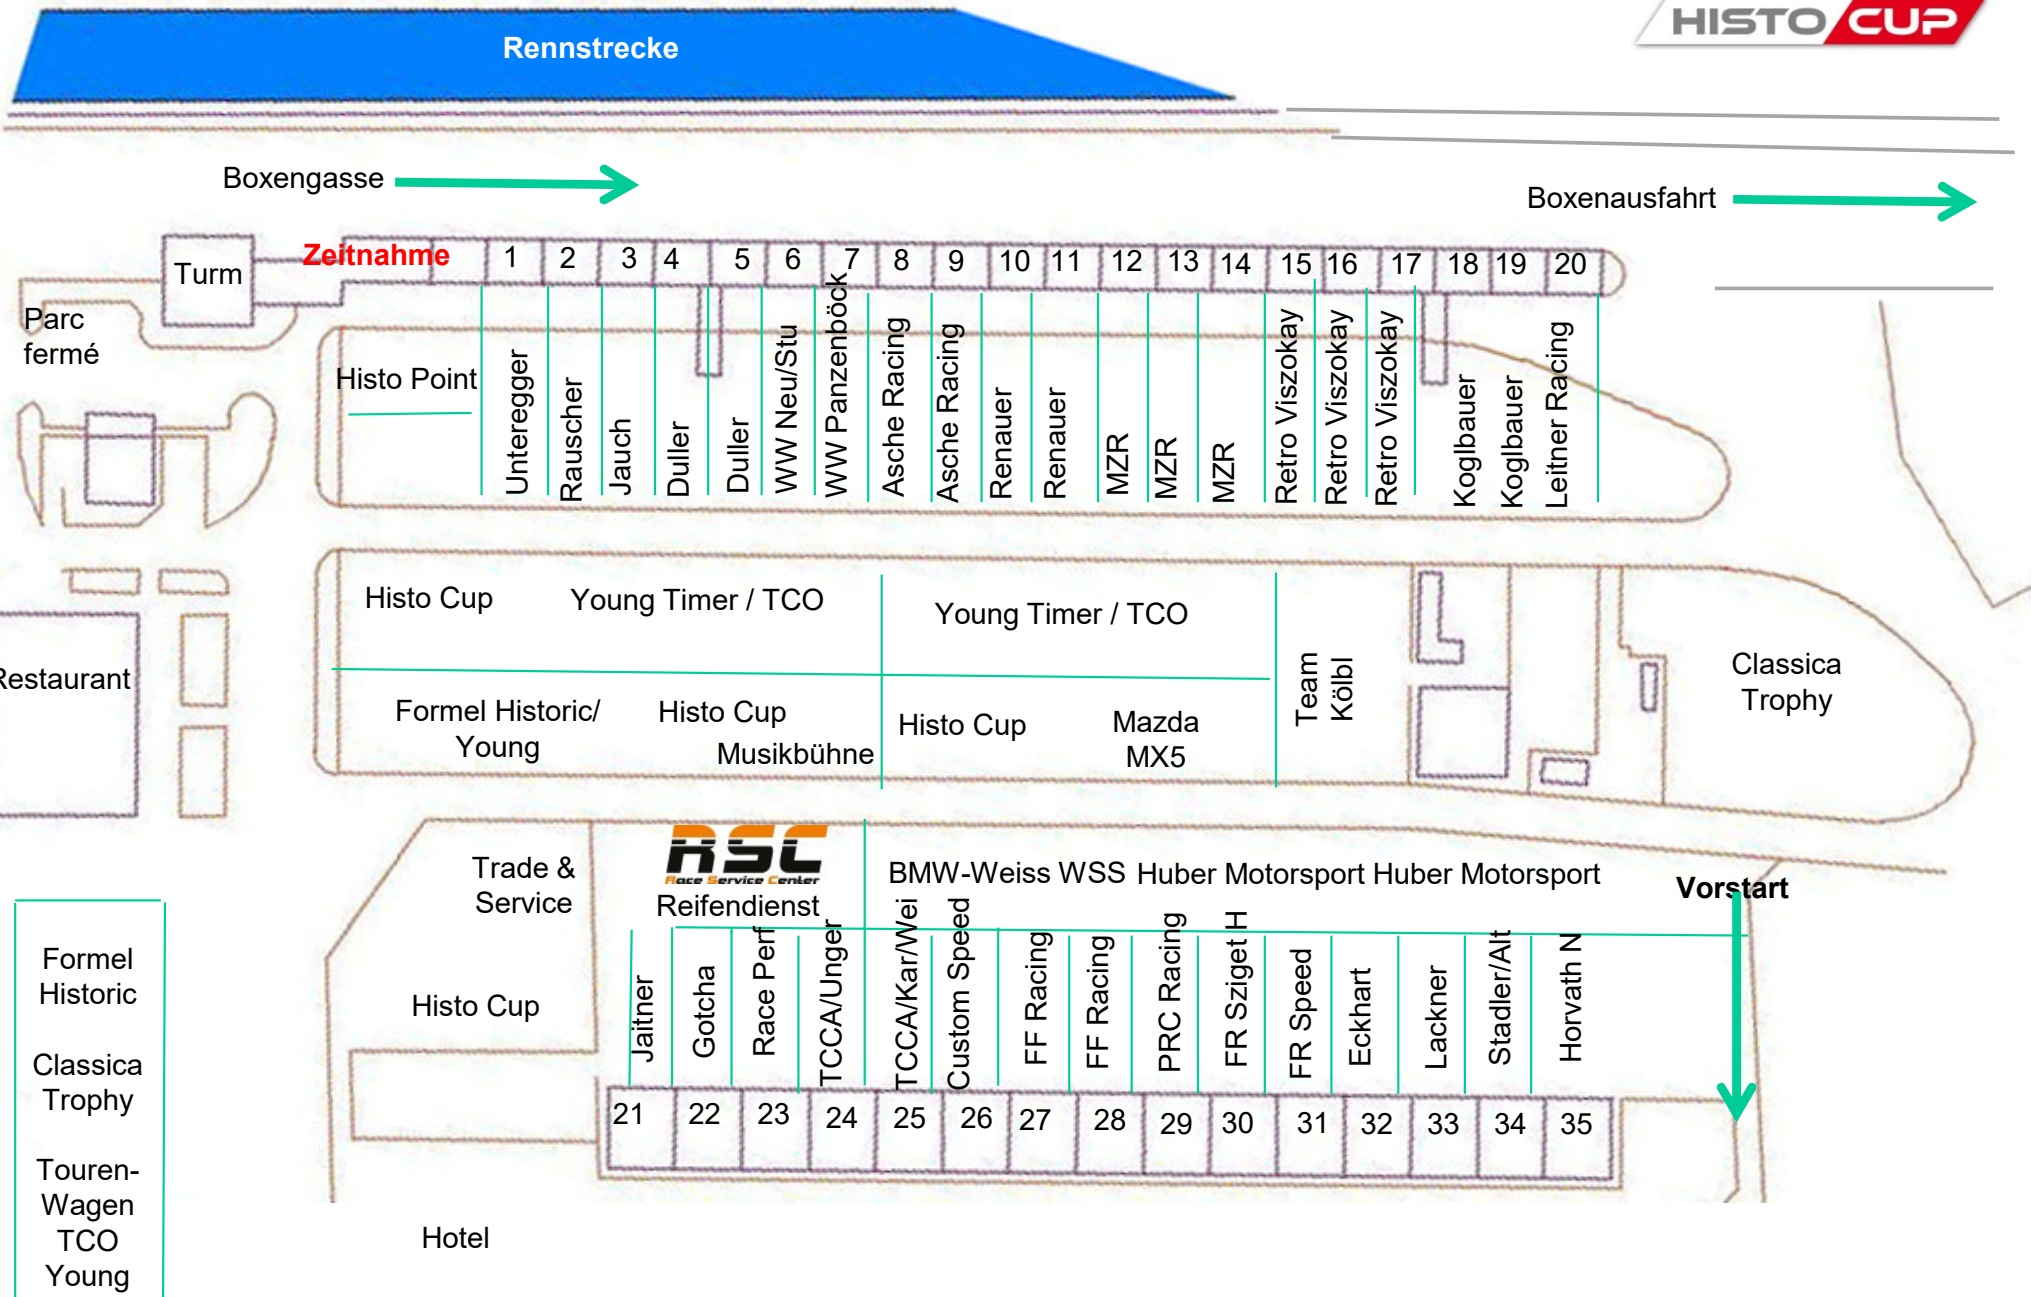 HISTO CUP
Rennstrecke
Boxengasse
Boxenausfahrt
Turm
Zeitnahme
1 2 3 4 5 6 7 8 9 10 11 12 13 14 15 16 17 18 19 20
Parc
fermé
Histo Point
Unteregger
Rauscher
Jauch
Duller
Duller
WW Neu/Stu
WW Panzenböck
Asche Racing
Asche Racing
Renauer
Renauer
MZR
MZR
MZR
Retro Viszokay
Retro Viszokay
Retro Viszokay
Koglbauer
Koglbauer
Leitner Racing
Histo Cup
Young Timer / TCO
Young Timer / TCO
Restaurant
Formel Historic/
Young
Histo Cup
Musikbühne
Histo Cup
Mazda
MX5
Team
Kölbl
Classica
Trophy
Trade &
Service
RSC
Race Service Center
Reifendienst
BMW-Weiss WSS Huber Motorsport Huber Motorsport
Vorstart
Histo Cup
Jaitner
Gotcha
Race Perf
TCCA/Unger
TCCA/Kar/Wei
Custom Speed
FF Racing
FF Racing
PRC Racing
FR Sziget H
FR Speed
Eckhart
Lackner
Stadler/Alt
Horvath N
21 22 23 24 25 26 27 28 29 30 31 32 33 34 35
Formel
Historic
Classica
Trophy
Touren-
Wagen
TCO
Young
Hotel